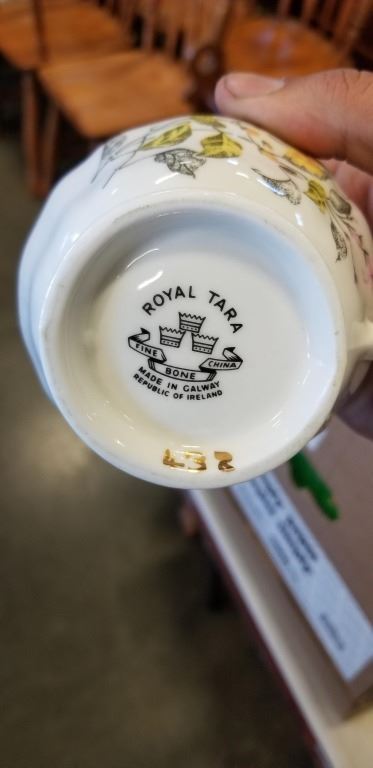 ROYAL TARA
FINE BONE CHINA
MADE IN GALWAY
REPUBLIC OF IRELAND